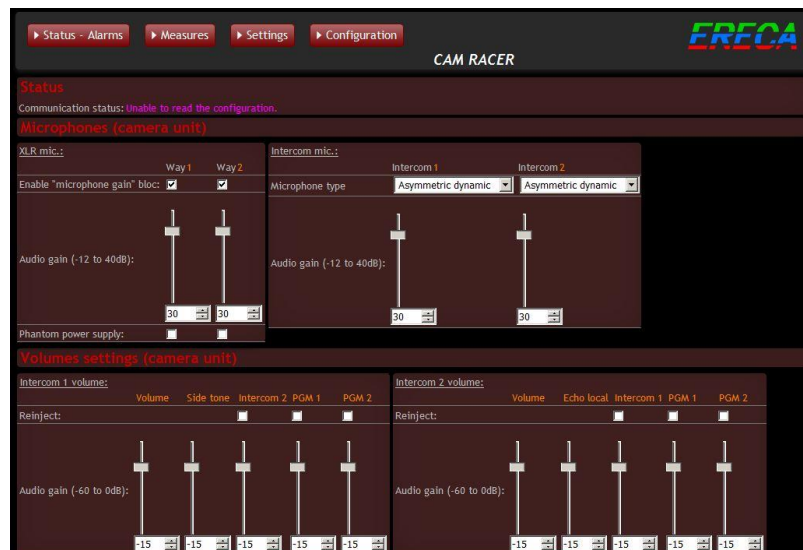 Status - Alarms Measures Settings Configuration
ERECA
CAM RACER
Status
Communication status: Unable to read the configuration.
Microphones (camera unit)
XLR mic.: Intercom mic.:
Way 1 Way 2 Intercom 1 Intercom 2
Enable "microphone gain" bloc: Microphone type Asymmetric dynamic Asymmetric dynamic
Audio gain (-12 to 40dB): Audio gain (-12 to 40dB):
30 30 30 30
Phantom power supply:
Volumes settings (camera unit)
Intercom 1 volume: Intercom 2 volume:
Volume Side tone Intercom 2 PGM 1 PGM 2 Volume Echo local Intercom 1 PGM 1 PGM 2
Reinject: Reinject:
Audio gain (-60 to 0dB): Audio gain (-60 to 0dB):
-15 -15 -15 -15 -15 -15 -15 -15 -15 -15